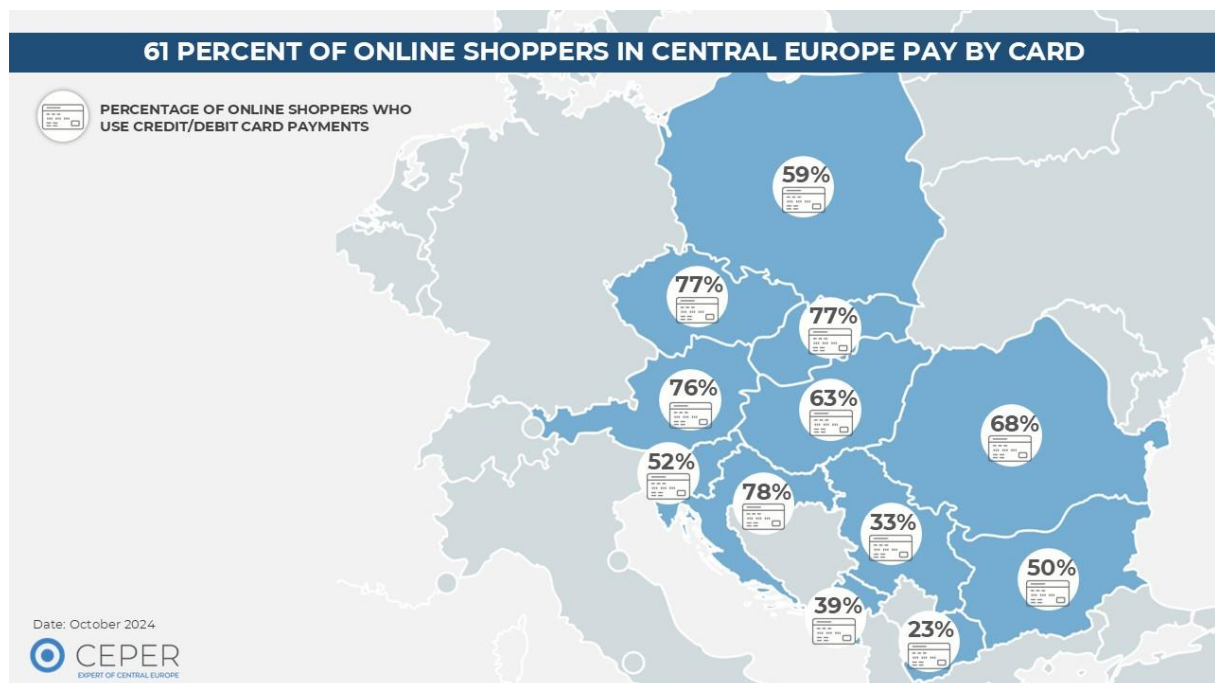 61 PERCENT OF ONLINE SHOPPERS IN CENTRAL EUROPE PAY BY CARD
PERCENTAGE OF ONLINE SHOPPERS WHO
USE CREDIT/DEBIT CARD PAYMENTS
59%
77%
77%
76%
63%
68%
52%
78%
33%
50%
39%
23%
Date: October 2024
CEPER
EXPERT OF CENTRAL EUROPE